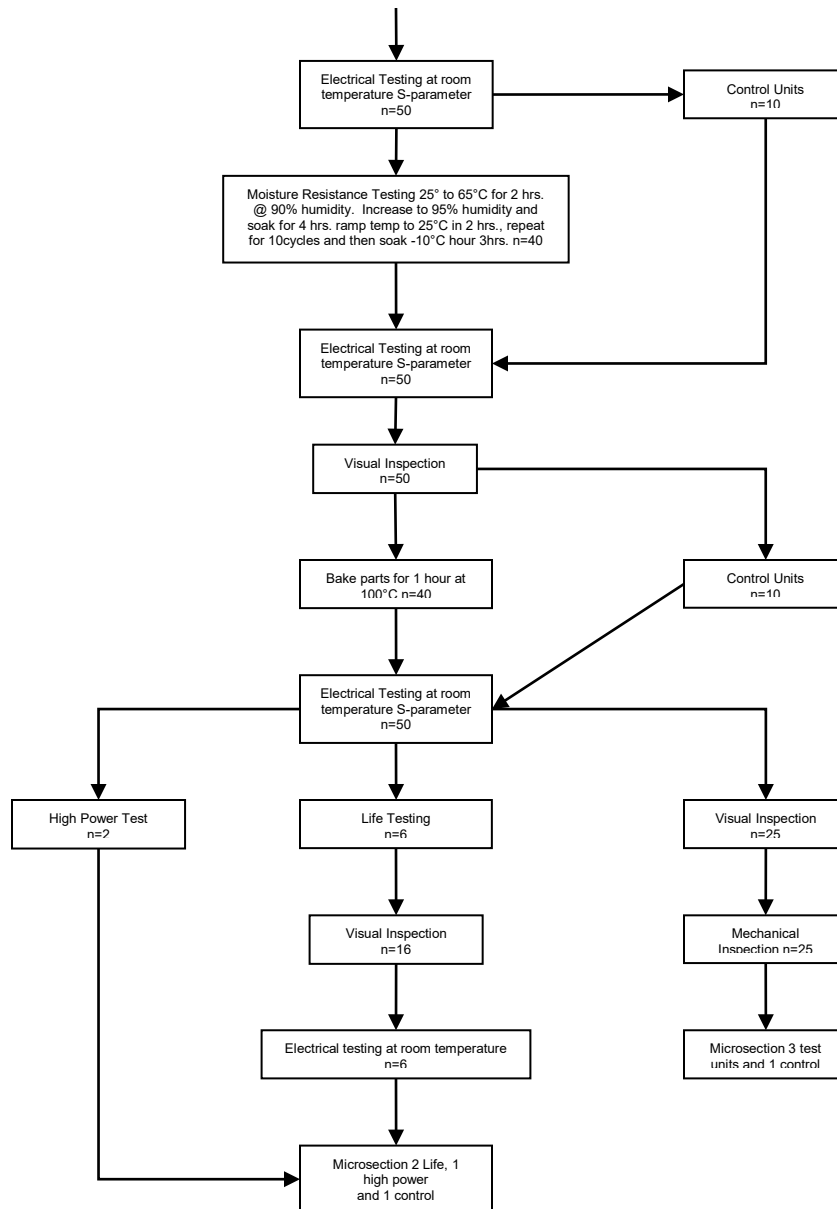 Electrical Testing at room
temperature S-parameter
n=50
Control Units
n=10
Moisture Resistance Testing 25° to 65°C for 2 hrs.
@ 90% humidity.  Increase to 95% humidity and
soak for 4 hrs. ramp temp to 25°C in 2 hrs., repeat
for 10cycles and then soak -10°C hour 3hrs. n=40
Electrical Testing at room
temperature S-parameter
n=50
Visual Inspection
n=50
Bake parts for 1 hour at
100°C n=40
Control Units
n=10
Electrical Testing at room
temperature S-parameter
n=50
High Power Test
n=2
Life Testing
n=6
Visual Inspection
n=25
Visual Inspection
n=16
Mechanical
Inspection n=25
Electrical testing at room temperature
n=6
Microsection 3 test
units and 1 control
Microsection 2 Life, 1
high power
and 1 control